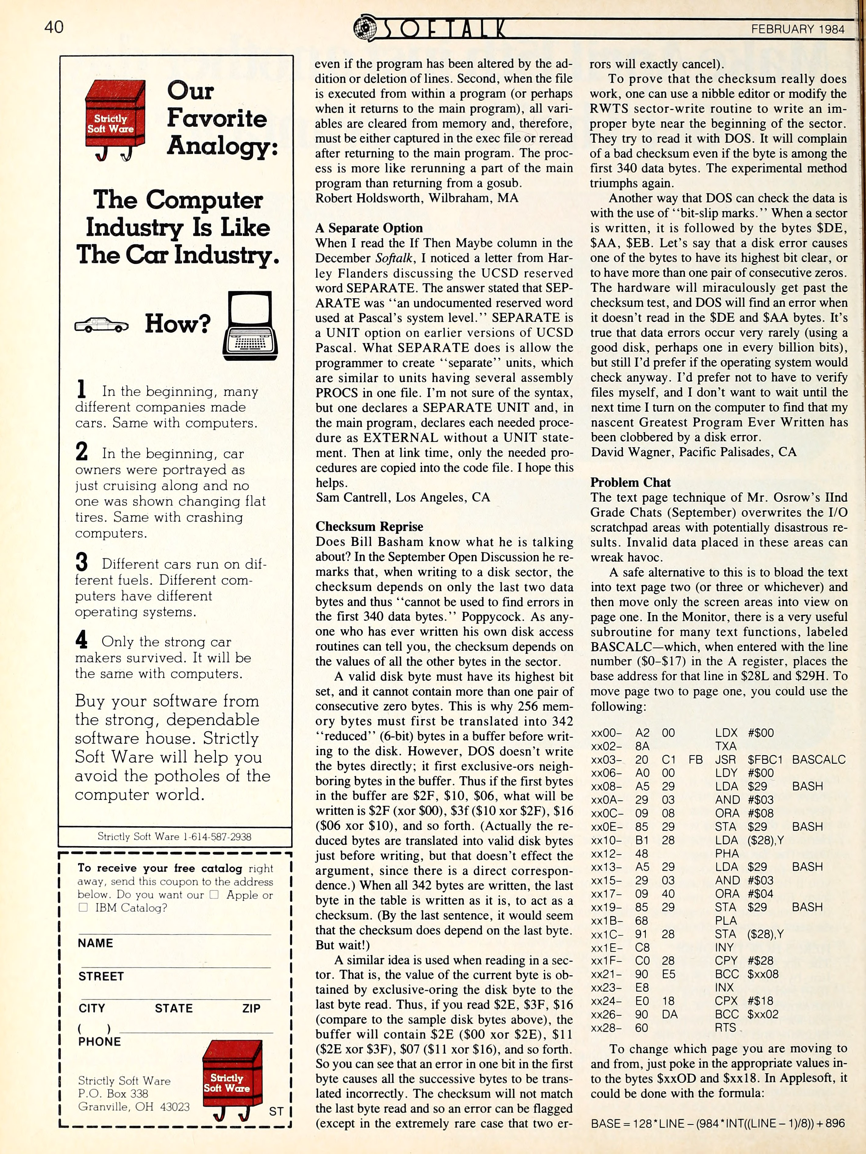 40
SOFTALK
FEBRUARY 1984
Strictly
Soft Ware
Our
Favorite
Analogy:
The Computer
Industry Is Like
The Car Industry.
How?
1 In the beginning, many
different companies made
cars. Same with computers.
2 In the beginning, car
owners were portrayed as
just cruising along and no
one was shown changing flat
tires. Same with crashing
computers.
3 Different cars run on dif-
ferent fuels. Different com-
puters have different
operating systems.
4 Only the strong car
makers survived. It will be
the same with computers.
Buy your software from
the strong, dependable
software house. Strictly
Soft Ware will help you
avoid the potholes of the
computer world.
Strictly Soft Ware 1-614-587-2938
To receive your free catalog right
away, send this coupon to the address
below. Do you want our □ Apple or
□ IBM Catalog?
NAME
STREET
CITY STATE ZIP
( )
PHONE
Strictly Soft Ware
P.O. Box 338
Granville, OH 43023
Strictly
Soft Ware
ST
even if the program has been altered by the ad-
dition or deletion of lines. Second, when the file
is executed from within a program (or perhaps
when it returns to the main program), all vari-
ables are cleared from memory and, therefore,
must be either captured in the exec file or reread
after returning to the main program. The proc-
ess is more like rerunning a part of the main
program than returning from a gosub.
Robert Holdsworth, Wilbraham, MA
A Separate Option
When I read the If Then Maybe column in the
December Softalk, I noticed a letter from Har-
ley Flanders discussing the UCSD reserved
word SEPARATE. The answer stated that SEP-
ARATE was "an undocumented reserved word
used at Pascal's system level." SEPARATE is
a UNIT option on earlier versions of UCSD
Pascal. What SEPARATE does is allow the
programmer to create "separate" units, which
are similar to units having several assembly
PROCS in one file. I'm not sure of the syntax,
but one declares a SEPARATE UNIT and, in
the main program, declares each needed proce-
dure as EXTERNAL without a UNIT state-
ment. Then at link time, only the needed pro-
cedures are copied into the code file. I hope this
helps.
Sam Cantrell, Los Angeles, CA
Checksum Reprise
Does Bill Basham know what he is talking
about? In the September Open Discussion he re-
marks that, when writing to a disk sector, the
checksum depends on only the last two data
bytes and thus "cannot be used to find errors in
the first 340 data bytes." Poppycock. As any-
one who has ever written his own disk access
routines can tell you, the checksum depends on
the values of all the other bytes in the sector.
A valid disk byte must have its highest bit
set, and it cannot contain more than one pair of
consecutive zero bytes. This is why 256 mem-
ory bytes must first be translated into 342
"reduced" (6-bit) bytes in a buffer before writ-
ing to the disk. However, DOS doesn't write
the bytes directly; it first exclusive-ors neigh-
boring bytes in the buffer. Thus if the first bytes
in the buffer are $2F, $10, $06, what will be
written is $2F (xor $00), $3f ($10 xor $2F), $16
($06 xor $10), and so forth. (Actually the re-
duced bytes are translated into valid disk bytes
just before writing, but that doesn't effect the
argument, since there is a direct correspon-
dence.) When all 342 bytes are written, the last
byte in the table is written as it is, to act as a
checksum. (By the last sentence, it would seem
that the checksum does depend on the last byte.
But wait!)
A similar idea is used when reading in a sec-
tor. That is, the value of the current byte is ob-
tained by exclusive-oring the disk byte to the
last byte read. Thus, if you read $2E, $3F, $16
(compare to the sample disk bytes above), the
buffer will contain $2E ($00 xor $2E), $11
($2E xor $3F), $07 ($11 xor $16), and so forth.
So you can see that an error in one bit in the first
byte causes all the successive bytes to be trans-
lated incorrectly. The checksum will not match
the last byte read and so an error can be flagged
(except in the extremely rare case that two er-
rors will exactly cancel).
To prove that the checksum really does
work, one can use a nibble editor or modify the
RWTS sector-write routine to write an im-
proper byte near the beginning of the sector.
They try to read it with DOS. It will complain
of a bad checksum even if the byte is among the
first 340 data bytes. The experimental method
triumphs again.
Another way that DOS can check the data is
with the use of "bit-slip marks." When a sector
is written, it is followed by the bytes $DE,
$AA, $EB. Let's say that a disk error causes
one of the bytes to have its highest bit clear, or
to have more than one pair of consecutive zeros.
The hardware will miraculously get past the
checksum test, and DOS will find an error when
it doesn't read in the $DE and $AA bytes. It's
true that data errors occur very rarely (using a
good disk, perhaps one in every billion bits),
but still I'd prefer if the operating system would
check anyway. I'd prefer not to have to verify
files myself, and I don't want to wait until the
next time I turn on the computer to find that my
nascent Greatest Program Ever Written has
been clobbered by a disk error.
David Wagner, Pacific Palisades, CA
Problem Chat
The text page technique of Mr. Osrow's IInd
Grade Chats (September) overwrites the I/O
scratchpad areas with potentially disastrous re-
sults. Invalid data placed in these areas can
wreak havoc.
A safe alternative to this is to bload the text
into text page two (or three or whichever) and
then move only the screen areas into view on
page one. In the Monitor, there is a very useful
subroutine for many text functions, labeled
BASCALC—which, when entered with the line
number ($0–$17) in the A register, places the
base address for that line in $28L and $29H. To
move page two to page one, you could use the
following:
xx00– A2 00 LDX #$00
xx02– 8A TXA
xx03– 20 C1 FB JSR $FBC1 BASCALC
xx06– A0 00 LDY #$00
xx08– A5 29 LDA $29 BASH
xx0A– 29 03 AND #$03
xx0C– 09 08 ORA #$08
xx0E– 85 29 STA $29 BASH
xx10– B1 28 LDA ($28),Y
xx12– 48 PHA
xx13– A5 29 LDA $29 BASH
xx15– 29 03 AND #$03
xx17– 09 40 ORA #$04
xx19– 85 29 STA $29 BASH
xx1B– 68 PLA
xx1C– 91 28 STA ($28),Y
xx1E– C8 INY
xx1F– C0 28 CPY #$28
xx21– 90 E5 BCC $xx08
xx23– E8 INX
xx24– E0 18 CPX #$18
xx26– 90 DA BCC $xx02
xx28– 60 RTS .
To change which page you are moving to
and from, just poke in the appropriate values in-
to the bytes $xxOD and $xx18. In Applesoft, it
could be done with the formula:
BASE = 128*LINE – (984*INT((LINE – 1)/8)) + 896